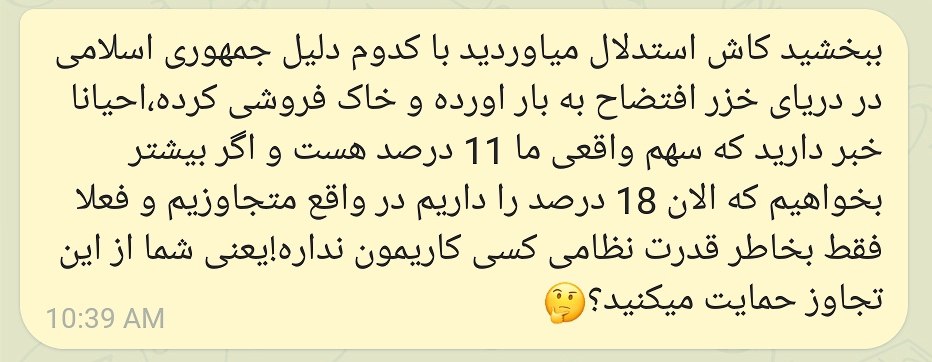 ببخشید کاش استدلال میاوردید با کدوم دلیل جمهوری اسلامی
در دریای خزر افتضاح به بار اورده و خاک فروشی کرده،احیانا
خبر دارید که سهم واقعی ما 11 درصد هست و اگر بیشتر
بخواهیم که الان 18 درصد را داریم در واقع متجاوزیم و فعلا
فقط بخاطر قدرت نظامی کسی کاریمون نداره!یعنی شما از این
تجاوز حمایت میکنید؟🤔
10:39 AM